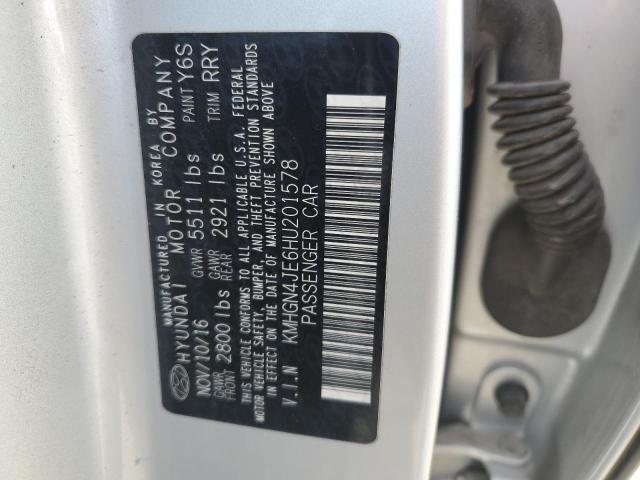 MANUFACTURED IN KOREA BY
HYUNDAI MOTOR COMPANY
NOV/10/16 GVWR 5511 lbs PAINT Y6S
GAWR FRONT 2800 lbs GAWR REAR 2921 lbs TRIM RRY
THIS VEHICLE CONFORMS TO ALL APPLICABLE U.S.A. FEDERAL
MOTOR VEHICLE SAFETY, BUMPER, AND THEFT PREVENTION STANDARDS
IN EFFECT ON THE DATE OF MANUFACTURE SHOWN ABOVE
V.I.N KMHGN4JE6HU201578
PASSENGER CAR